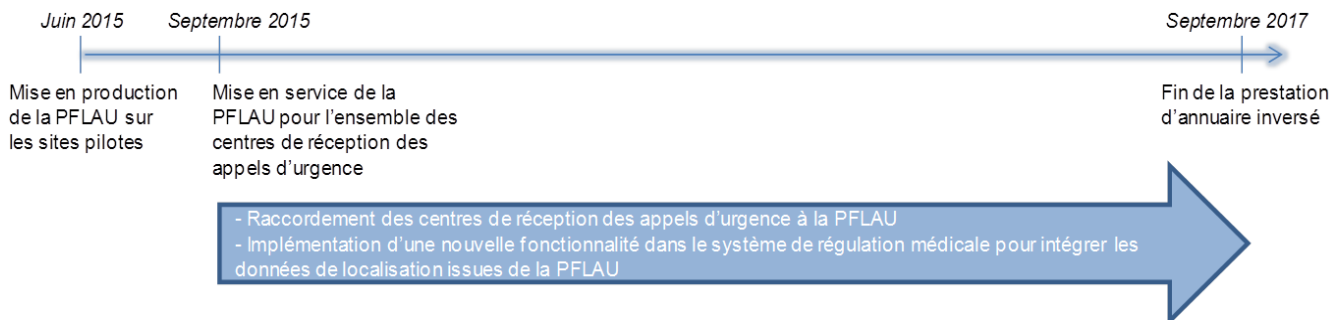 Juin 2015
Septembre 2015
Septembre 2017
Mise en production
de la PFLAU sur
les sites pilotes
Mise en service de la
PFLAU pour l'ensemble des
centres de réception des
appels d'urgence
Fin de la prestation
d'annuaire inversé
- Raccordement des centres de réception des appels d'urgence à la PFLAU
- Implémentation d'une nouvelle fonctionnalité dans le système de régulation médicale pour intégrer les
données de localisation issues de la PFLAU